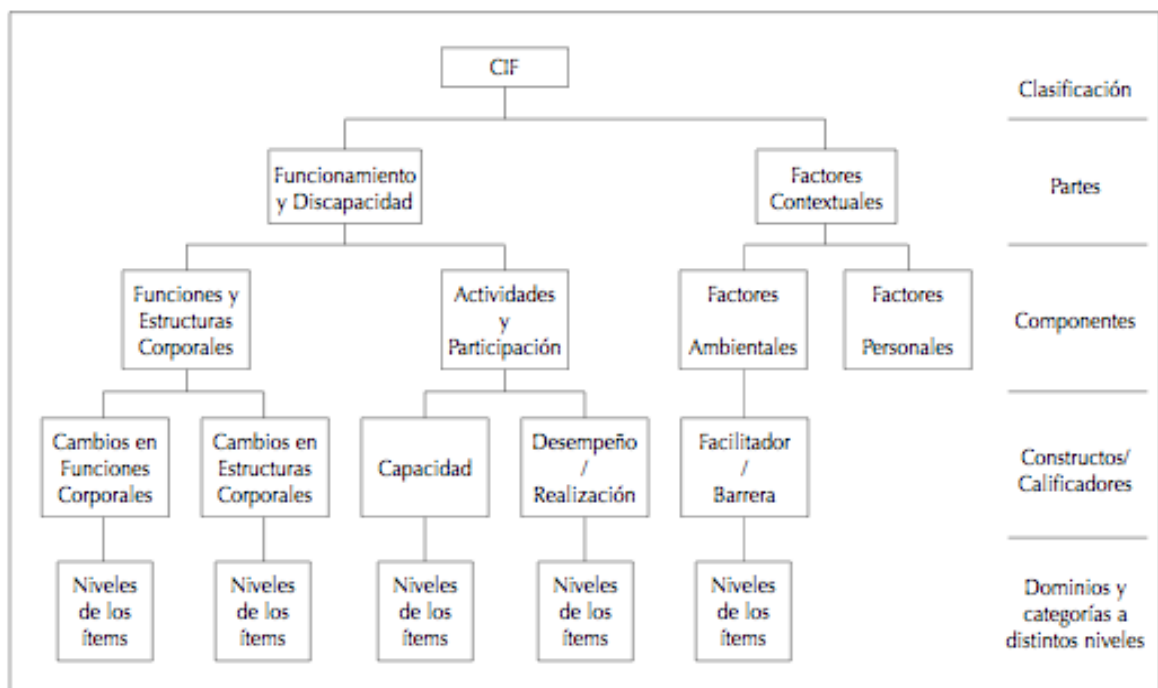 CIF
Clasificación
Funcionamiento
y Discapacidad
Factores
Contextuales
Partes
Funciones y
Estructuras
Corporales
Actividades
y
Participación
Factores
Ambientales
Factores
Personales
Componentes
Cambios en
Funciones
Corporales
Cambios en
Estructuras
Corporales
Capacidad
Desempeño
/
Realización
Facilitador
/
Barrera
Constructos/
Calificadores
Niveles
de los
ítems
Niveles
de los
ítems
Niveles
de los
ítems
Niveles
de los
ítems
Niveles
de los
ítems
Dominios y
categorías a
distintos niveles